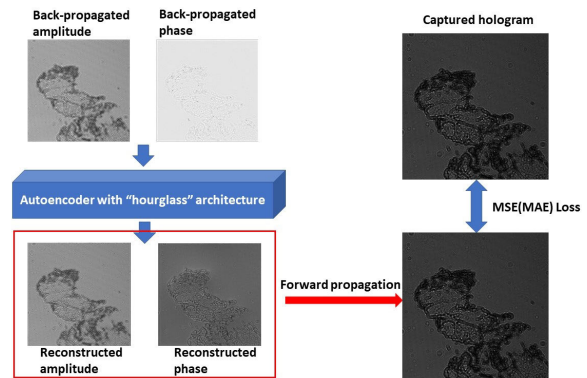 Back-propagated
amplitude
Back-propagated
phase
Captured hologram
Autoencoder with “hourglass” architecture
MSE(MAE) Loss
Forward propagation
Reconstructed
amplitude
Reconstructed
phase